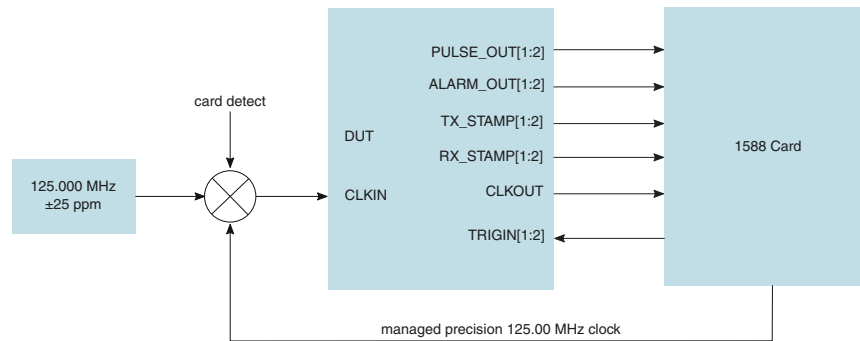 PULSE_OUT[1:2]
ALARM_OUT[1:2]
card detect
TX_STAMP[1:2]
DUT
1588 Card
RX_STAMP[1:2]
125.000 MHz
±25 ppm
CLKIN
CLKOUT
TRIGIN[1:2]
managed precision 125.00 MHz clock